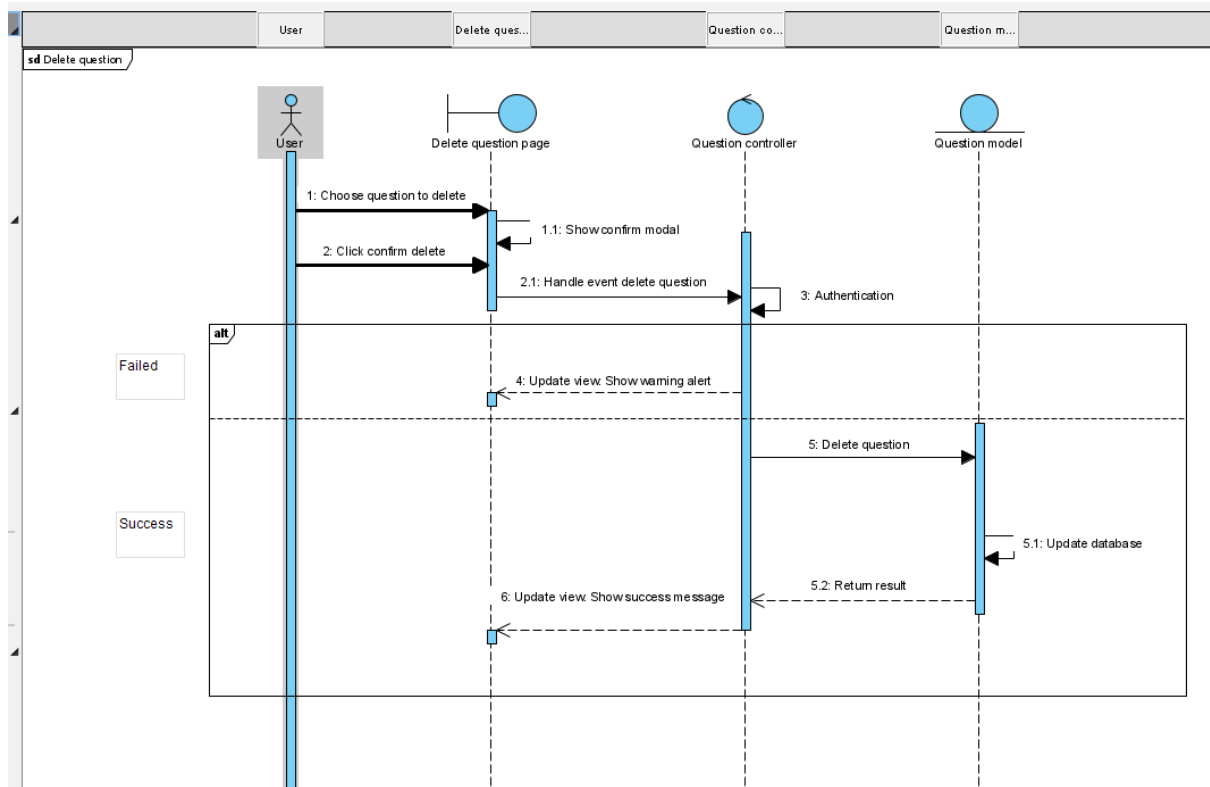 User
Delete ques...
Question co...
Question m...
sd Delete question
User
Delete question page
Question controller
Question model
1: Choose question to delete
1.1: Show confirm modal
2: Click confirm delete
2.1: Handle event delete question
3: Authentication
alt
Failed
4: Update view. Show warning alert
5: Delete question
Success
5.1: Update database
5.2: Return result
6: Update view. Show success message